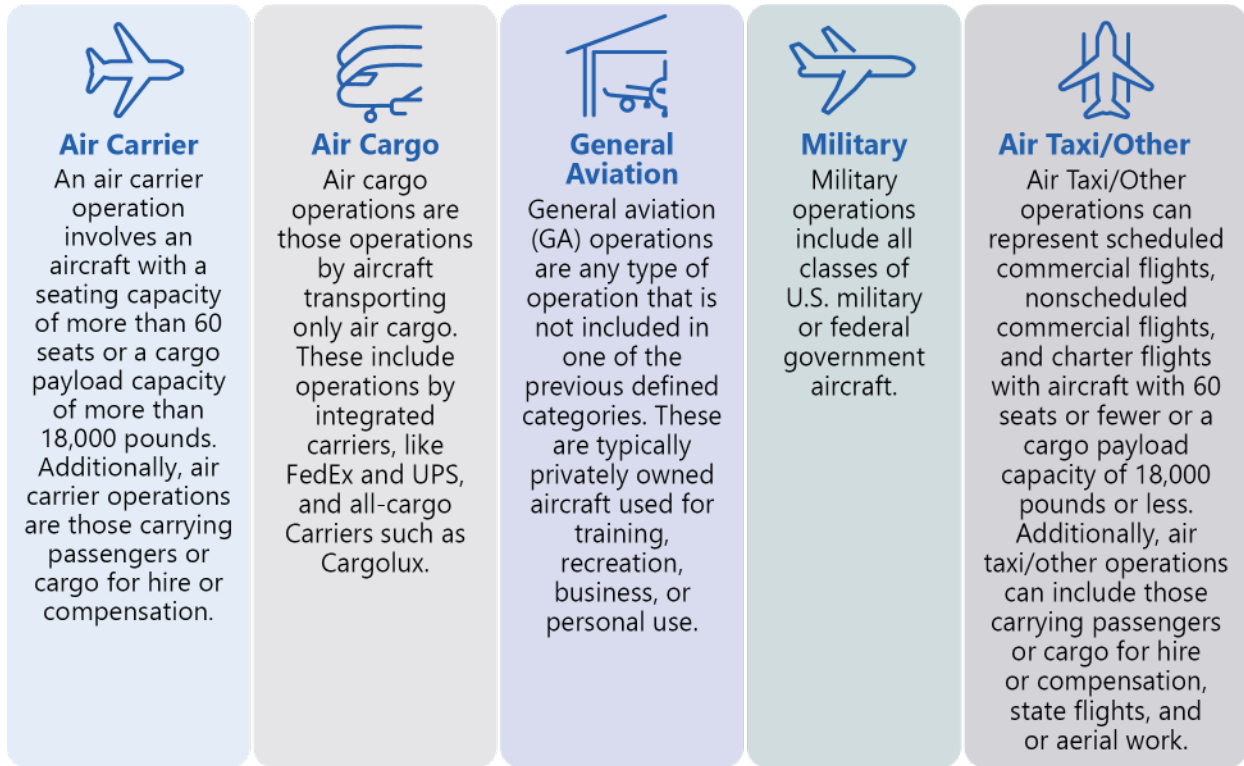 Air Carrier
An air carrier
operation
involves an
aircraft with a
seating capacity
of more than 60
seats or a cargo
payload capacity
of more than
18,000 pounds.
Additionally, air
carrier operations
are those carrying
passengers or
cargo for hire or
compensation.
Air Cargo
Air cargo
operations are
those operations
by aircraft
transporting
only air cargo.
These include
operations by
integrated
carriers, like
FedEx and UPS,
and all-cargo
Carriers such as
Cargolux.
General
Aviation
General aviation
(GA) operations
are any type of
operation that is
not included in
one of the
previous defined
categories. These
are typically
privately owned
aircraft used for
training,
recreation,
business, or
personal use.
Military
Military
operations
include all
classes of
U.S. military
or federal
government
aircraft.
Air Taxi/Other
Air Taxi/Other
operations can
represent scheduled
commercial flights,
nonscheduled
commercial flights,
and charter flights
with aircraft with 60
seats or fewer or a
cargo payload
capacity of 18,000
pounds or less.
Additionally, air
taxi/other operations
can include those
carrying passengers
or cargo for hire
or compensation,
state flights, and
or aerial work.